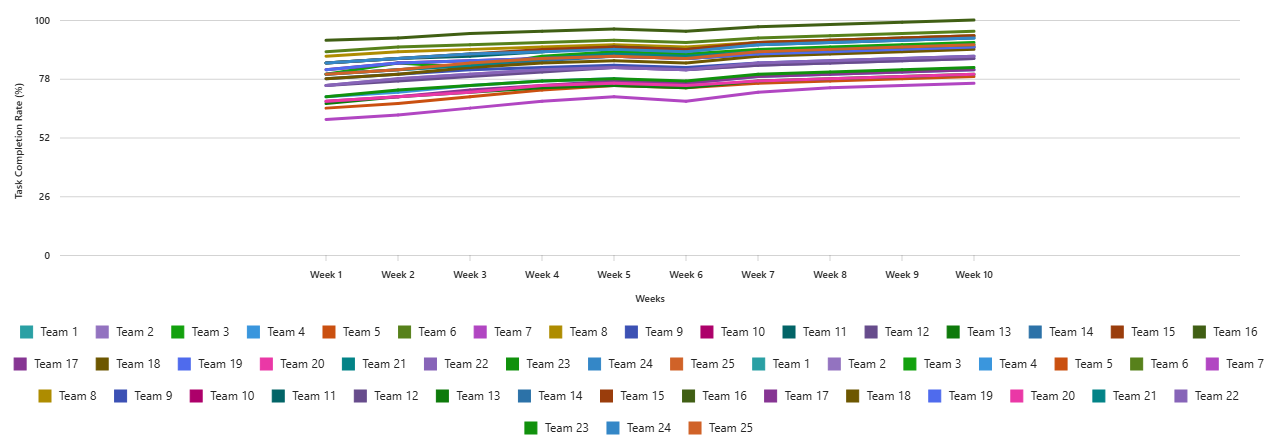 100
78
52
26
0
Task Completion Rate (%)
Week 1 Week 2 Week 3 Week 4 Week 5 Week 6 Week 7 Week 8 Week 9 Week 10
Weeks
Team 1 Team 2 Team 3 Team 4 Team 5 Team 6 Team 7 Team 8 Team 9 Team 10 Team 11 Team 12 Team 13 Team 14 Team 15 Team 16
Team 17 Team 18 Team 19 Team 20 Team 21 Team 22 Team 23 Team 24 Team 25 Team 1 Team 2 Team 3 Team 4 Team 5 Team 6 Team 7
Team 8 Team 9 Team 10 Team 11 Team 12 Team 13 Team 14 Team 15 Team 16 Team 17 Team 18 Team 19 Team 20 Team 21 Team 22
Team 23 Team 24 Team 25